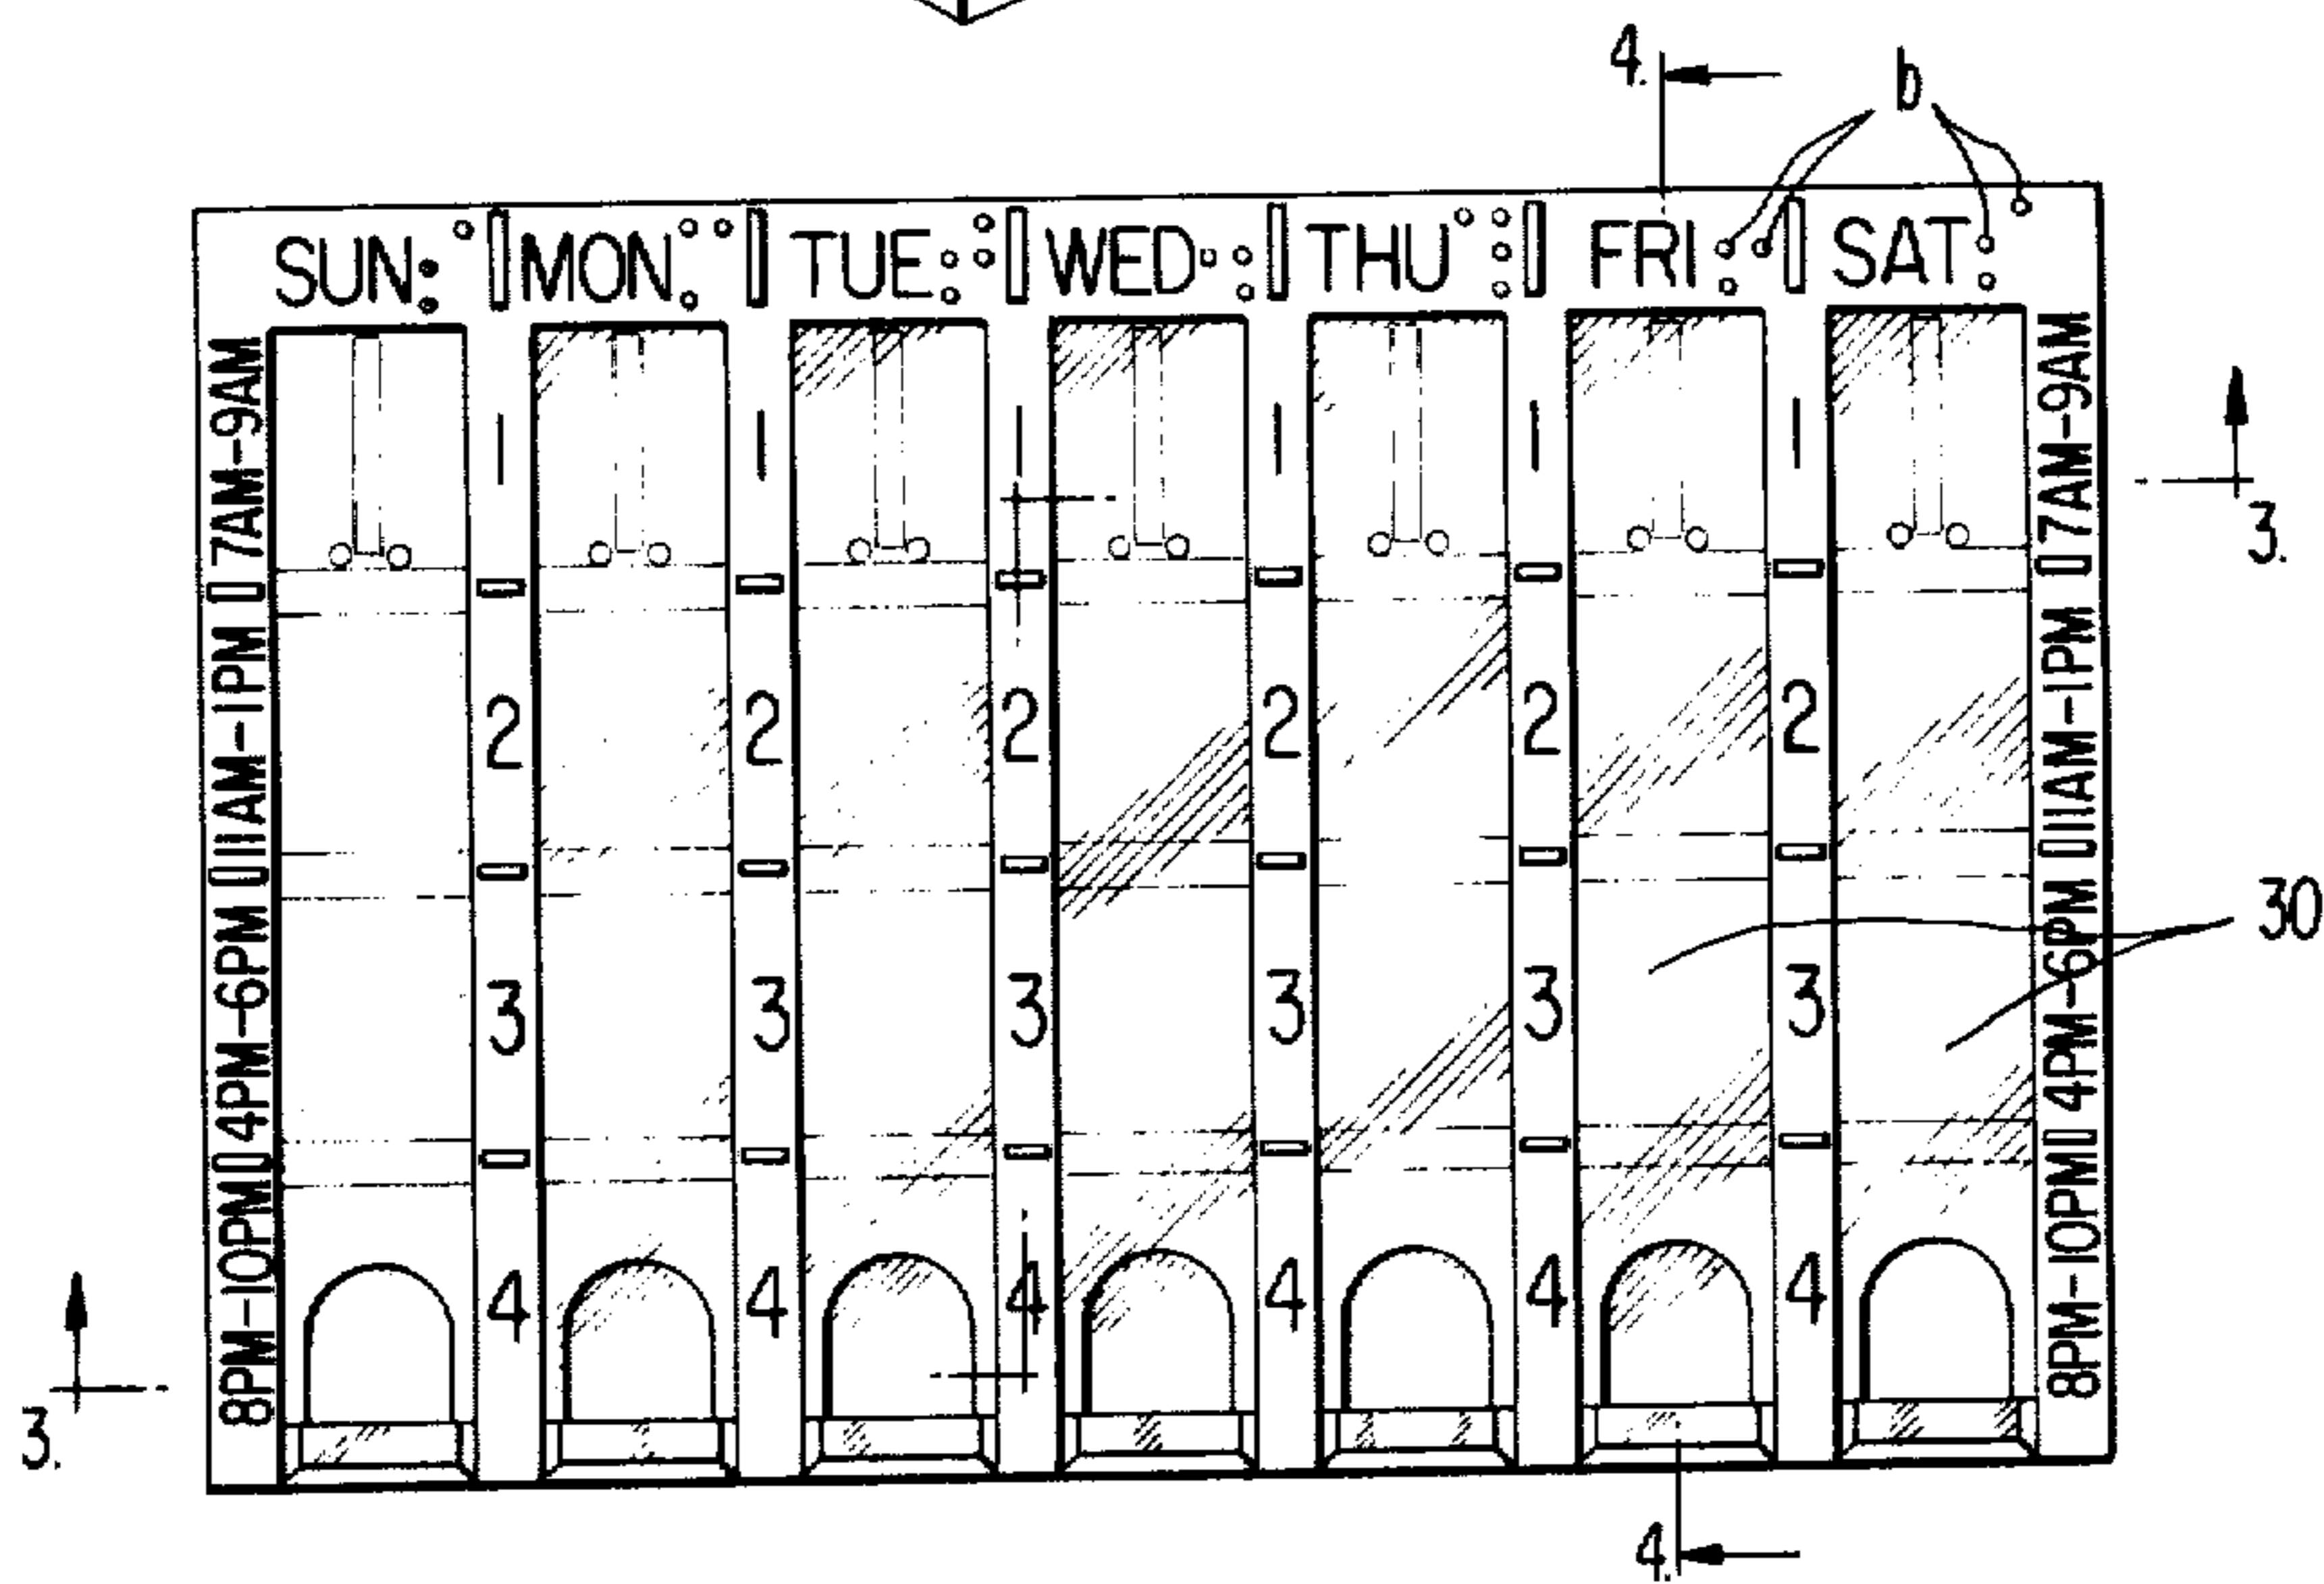 4. b
SUN MON TUE WED THU FRI SAT
7AM-9AM 1 1 1 1 1 1 7AM-9AM
3.
11AM-1PM 2 2 2 2 2 2 11AM-1PM
30
4PM-6PM 3 3 3 3 3 3 4PM-6PM
8PM-10PM 4 4 4 4 4 4 8PM-10PM
3.
4.